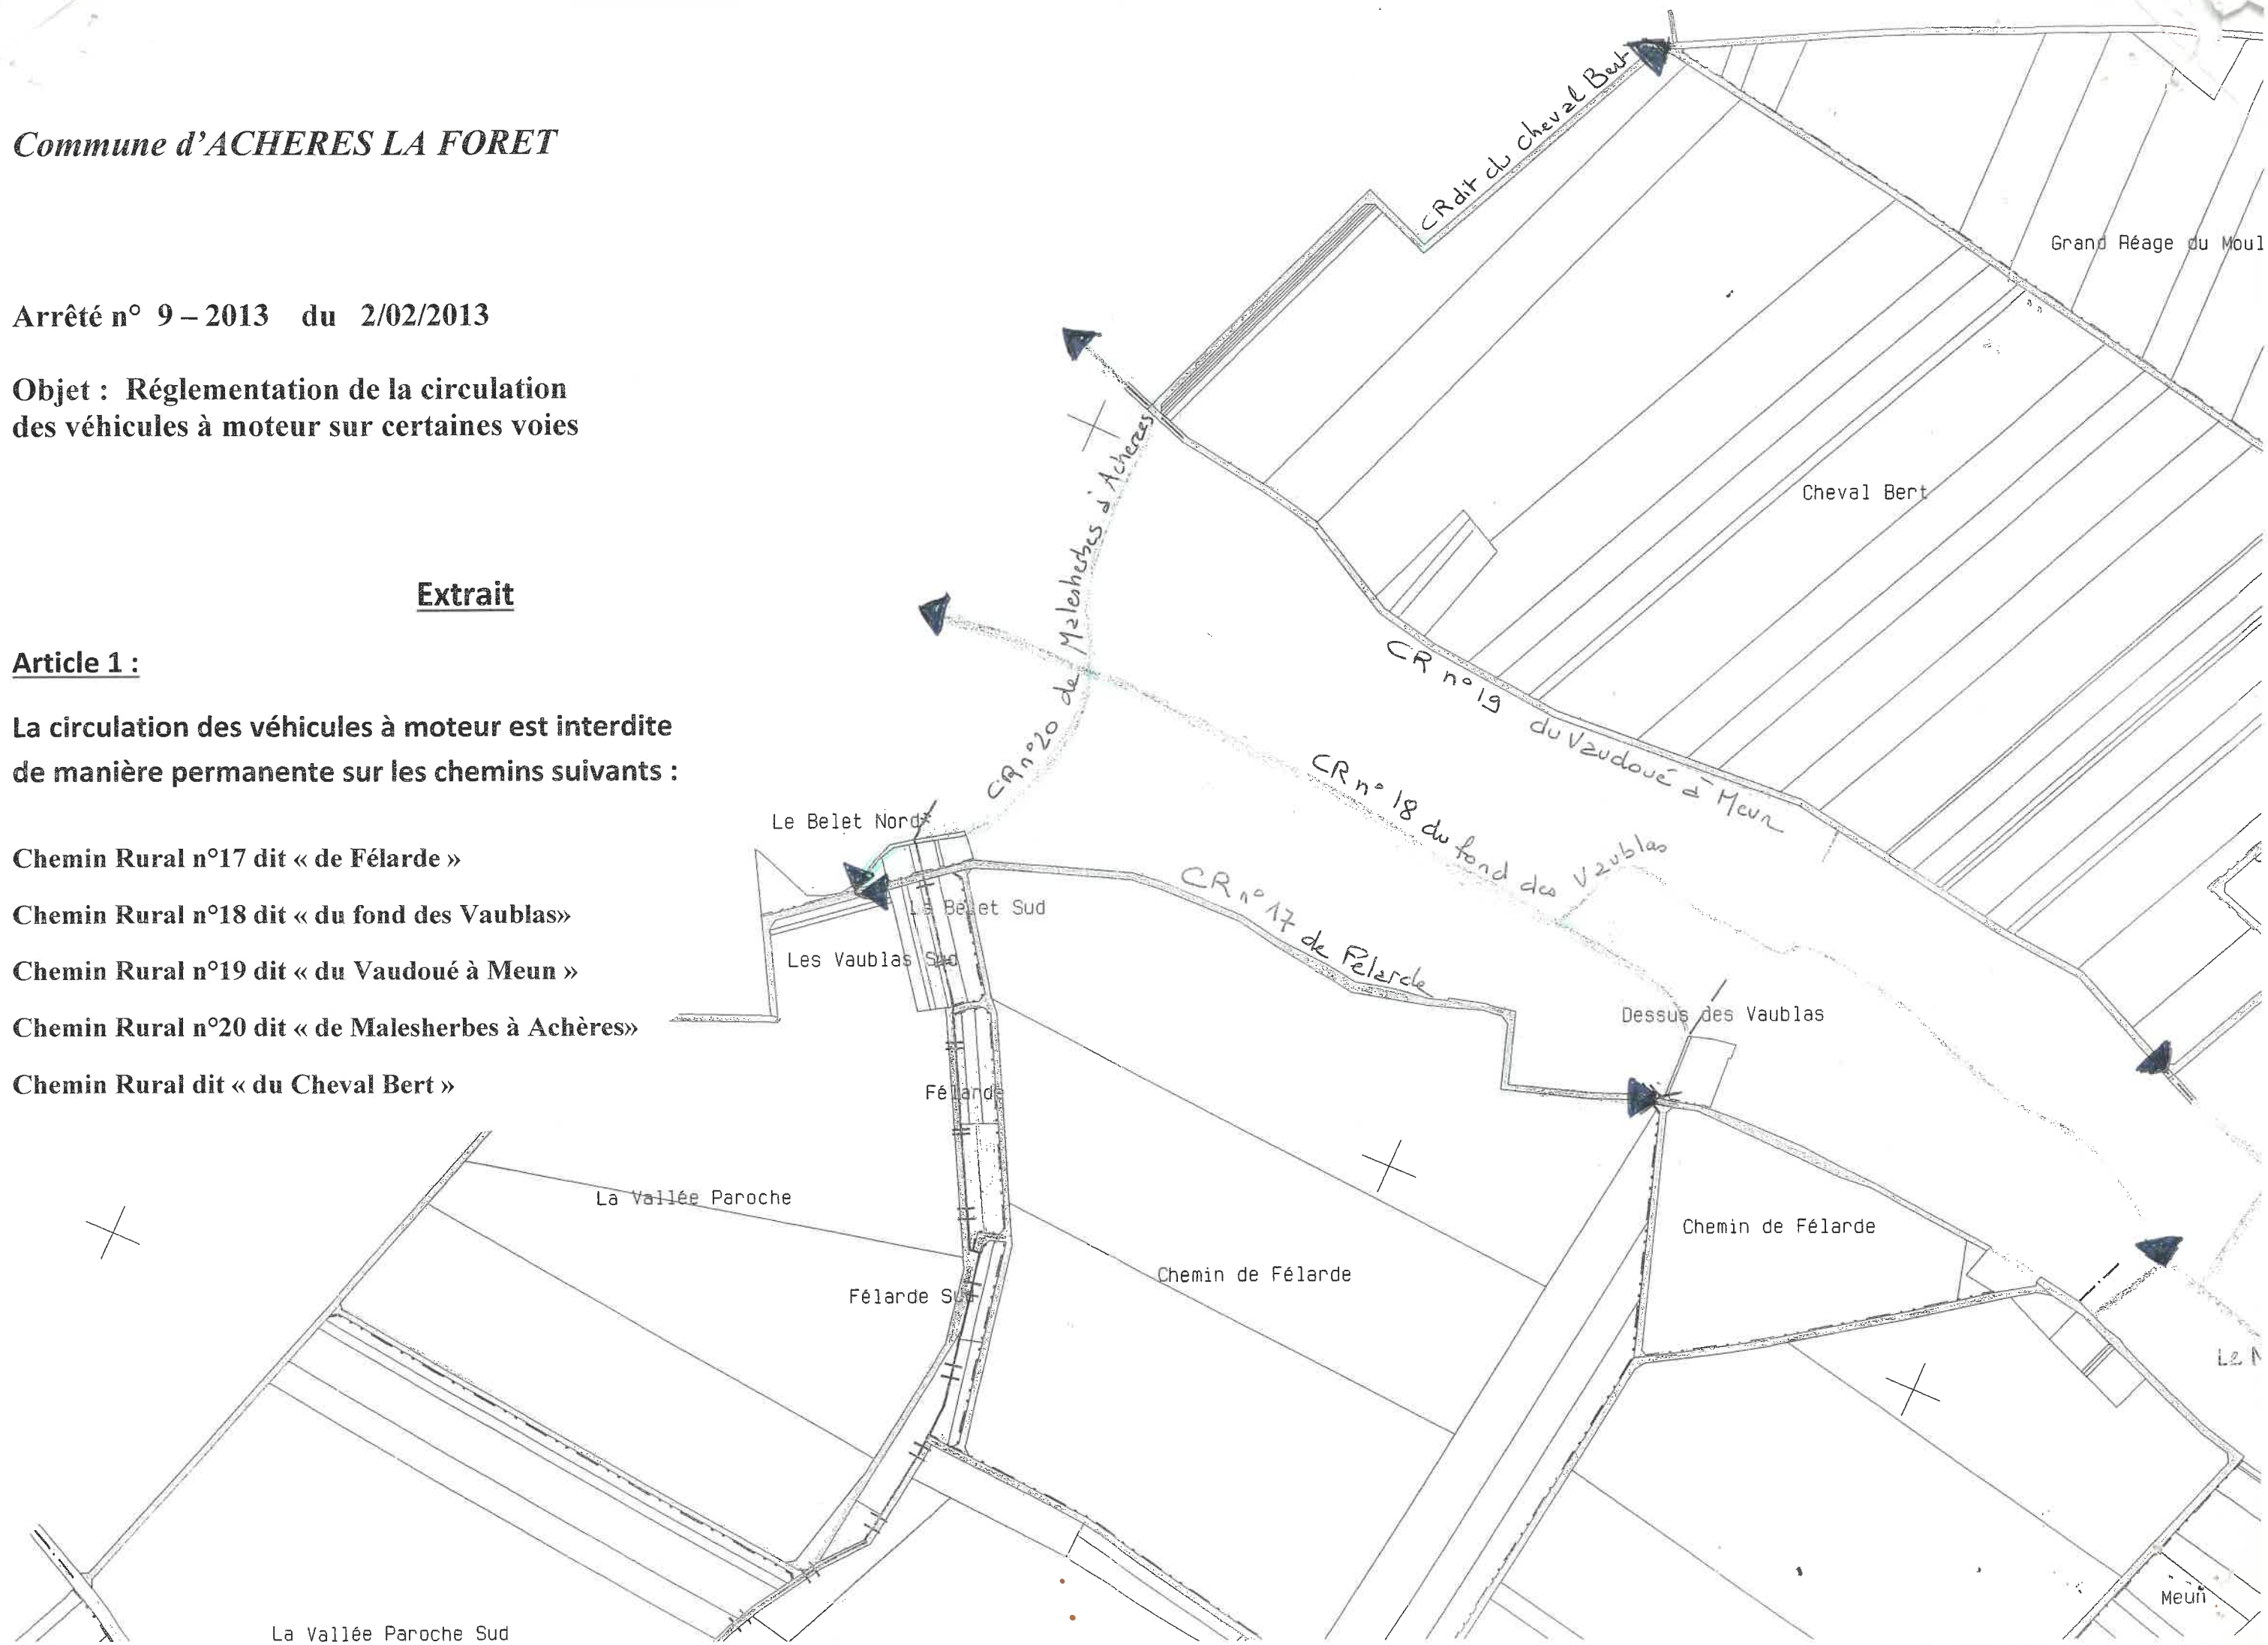 Commune d'ACHERES LA FORET
Arrêté n° 9 – 2013 du 2/02/2013
Objet : Réglementation de la circulation
des véhicules à moteur sur certaines voies
Extrait
Article 1 :
La circulation des véhicules à moteur est interdite
de manière permanente sur les chemins suivants :
Chemin Rural n°17 dit « de Félarde »
Chemin Rural n°18 dit « du fond des Vaublas»
Chemin Rural n°19 dit « du Vaudoué à Meun »
Chemin Rural n°20 dit « de Malesherbes à Achères»
Chemin Rural dit « du Cheval Bert »
CR dit du cheval Bert
Grand Réage du Moul
Cheval Bert
CR n°20 de Malesherbes à Acheres
CR n°19 du Vaudoué à Meun
CR n°18 du fond des Vaublas
CR n°17 de Félarde
Le Belet Nord
Le Belet Sud
Les Vaublas Sud
Dessus des Vaublas
Félarde
La Vallée Paroche
Chemin de Félarde
Chemin de Félarde
Félarde Sud
Meun
La Vallée Paroche Sud